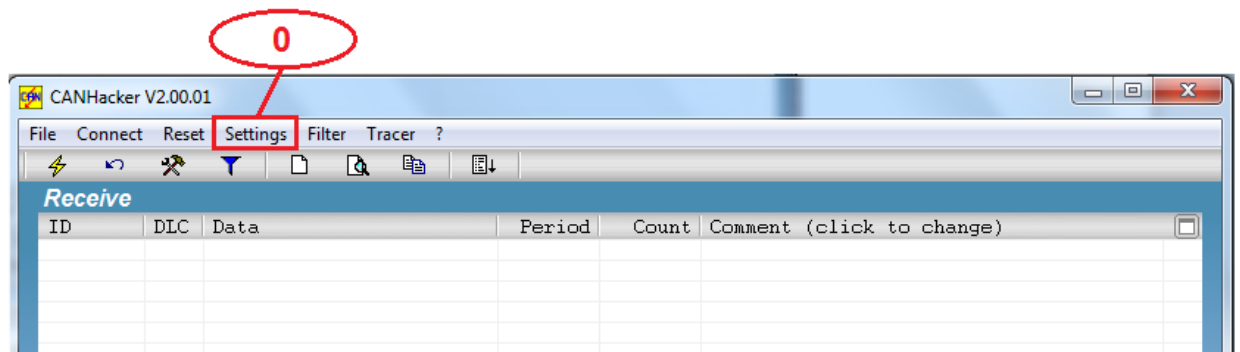 0
CANHacker V2.00.01
File Connect Reset Settings Filter Tracer ?
Receive
ID DLC Data Period Count Comment (click to change)